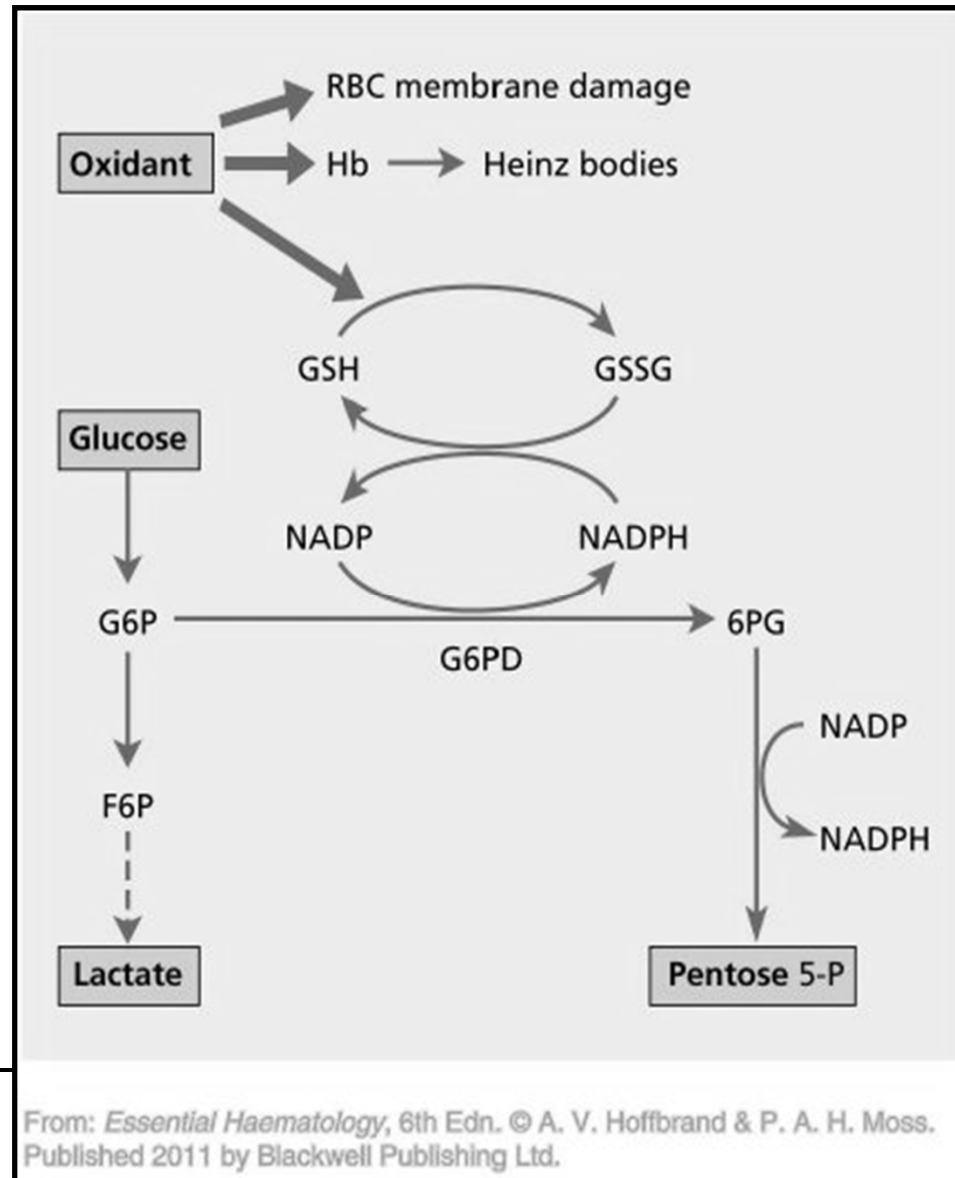 RBC membrane damage
Oxidant
Hb
Heinz bodies
GSH
GSSG
Glucose
NADP
NADPH
G6P
6PG
G6PD
NADP
F6P
NADPH
Lactate
Pentose 5-P
From: Essential Haematology, 6th Edn. © A. V. Hoffbrand & P. A. H. Moss.
Published 2011 by Blackwell Publishing Ltd.